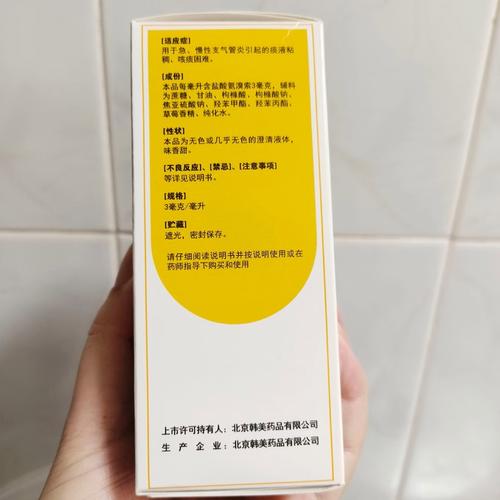 [适应症]
用于急、慢性支气管炎引起的痰液粘
稠、咳痰困难。
[成份]
本品每毫升含盐酸氨溴索3毫克，辅料
为蔗糖、甘油、枸橼酸、枸橼酸钠、
焦亚硫酸钠、羟苯甲酯、羟苯丙酯、
草莓香精、纯化水。
[性状]
本品为无色或几乎无色的澄清液体，
味香甜。
[不良反应]、[禁忌]、[注意事项]
等详见说明书。
[规格]
3毫克/毫升
[贮藏]
遮光，密封保存。
请仔细阅读说明书并按说明使用或在
药师指导下购买和使用
上市许可持有人：北京韩美药品有限公司
生产企业：北京韩美药品有限公司